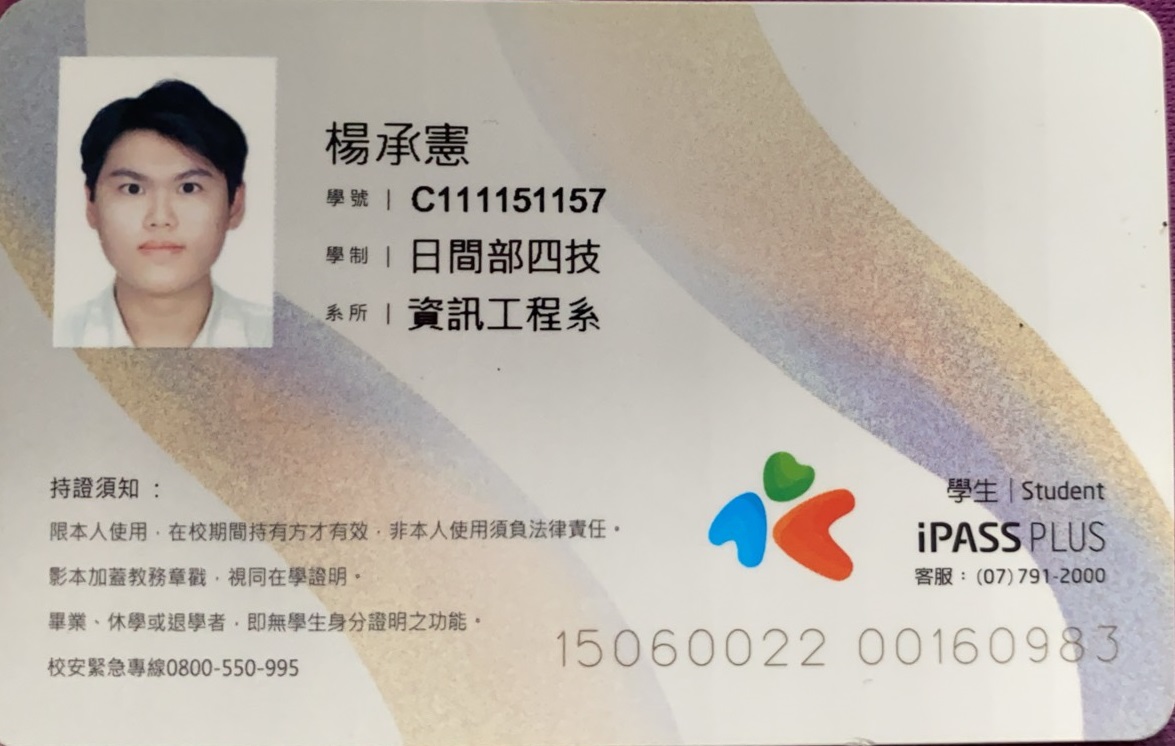 楊承憲
學號 | C111151157
學制 | 日間部四技
系所 | 資訊工程系
持證須知：
限本人使用，在校期間持有方才有效，非本人使用須負法律責任。
影本加蓋教務章戳，視同在學證明。
畢業、休學或退學者，即無學生身分證明之功能。
校安緊急專線0800-550-995
學生 | Student
iPASS PLUS
客服：(07)791-2000
15060022 00160983